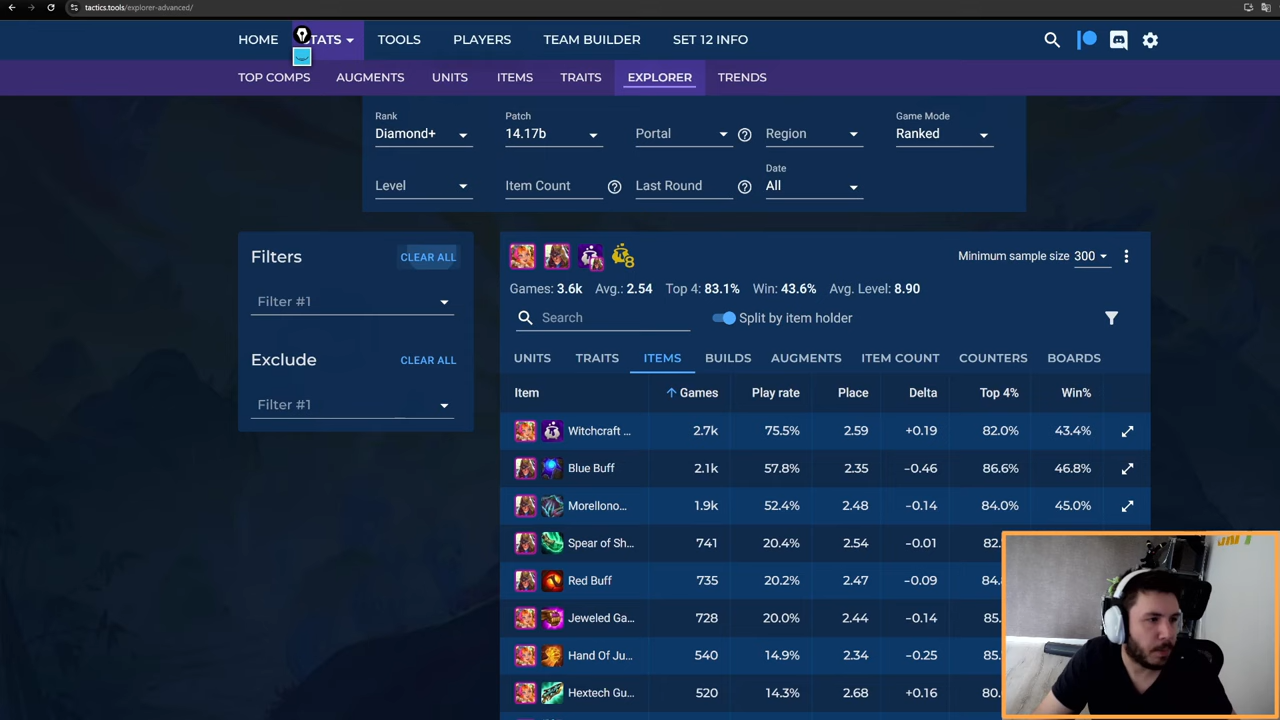 tactics.tools/explorer-advanced/
HOME STATS TOOLS PLAYERS TEAM BUILDER SET 12 INFO
TOP COMPS AUGMENTS UNITS ITEMS TRAITS EXPLORER TRENDS
Rank Patch Game Mode
Diamond+ 14.17b Portal Region Ranked
Date
Level Item Count Last Round All
Filters CLEAR ALL
Filter #1
Exclude CLEAR ALL
Filter #1
8
Minimum sample size 300
Games: 3.6k Avg.: 2.54 Top 4: 83.1% Win: 43.6% Avg. Level: 8.90
Search Split by item holder
UNITS TRAITS ITEMS BUILDS AUGMENTS ITEM COUNT COUNTERS BOARDS
Item Games Play rate Place Delta Top 4% Win%
Witchcraft ... 2.7k 75.5% 2.59 +0.19 82.0% 43.4%
Blue Buff 2.1k 57.8% 2.35 −0.46 86.6% 46.8%
Morellono... 1.9k 52.4% 2.48 −0.14 84.0% 45.0%
Spear of Sh... 741 20.4% 2.54 −0.01 82.
Red Buff 735 20.2% 2.47 −0.09 84.
Jeweled Ga... 728 20.0% 2.44 −0.14 84.
Hand Of Ju... 540 14.9% 2.34 −0.25 85.
Hextech Gu... 520 14.3% 2.68 +0.16 80.